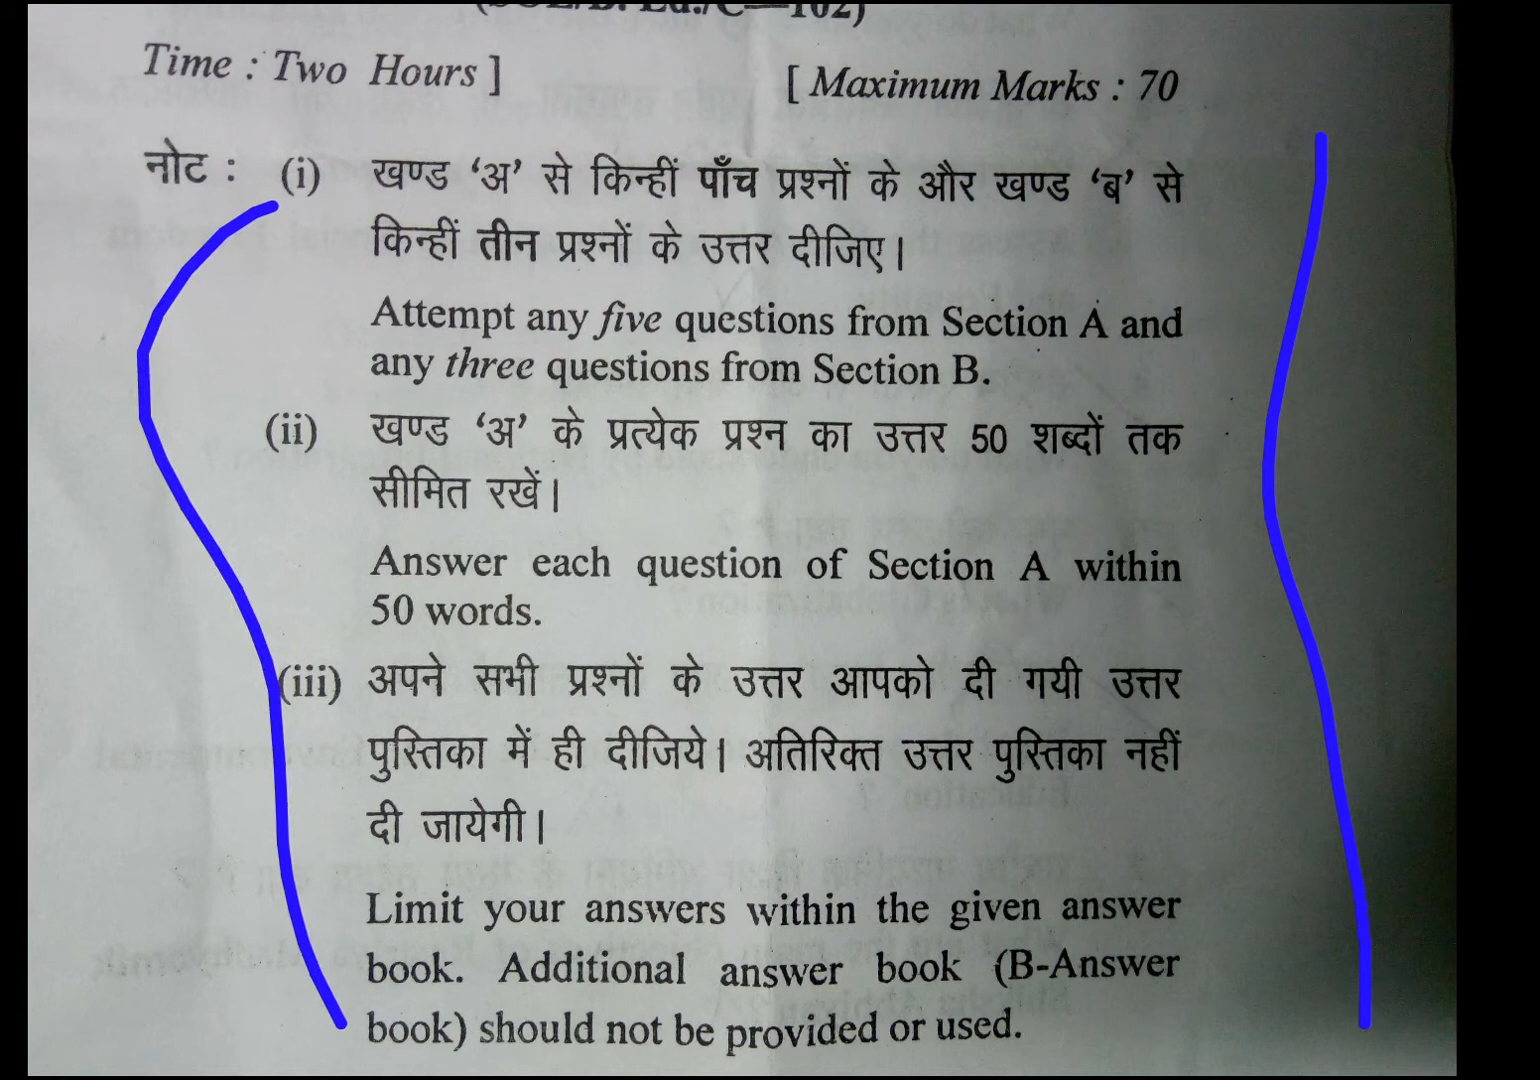 Time : Two Hours ]
[ Maximum Marks : 70
नोट : (i) खण्ड ‘अ’ से किन्हीं पाँच प्रश्नों के और खण्ड ‘ब’ से
किन्हीं तीन प्रश्नों के उत्तर दीजिए।
Attempt any five questions from Section A and
any three questions from Section B.
(ii) खण्ड ‘अ’ के प्रत्येक प्रश्न का उत्तर 50 शब्दों तक
सीमित रखें।
Answer each question of Section A within
50 words.
(iii) अपने सभी प्रश्नों के उत्तर आपको दी गयी उत्तर
पुस्तिका में ही दीजिये। अतिरिक्त उत्तर पुस्तिका नहीं
दी जायेगी।
Limit your answers within the given answer
book. Additional answer book (B-Answer
book) should not be provided or used.